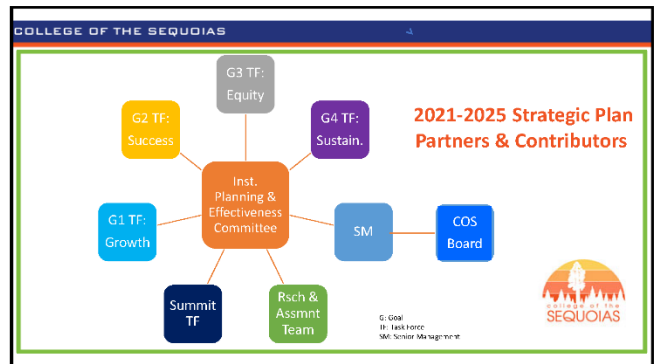 COLLEGE OF THE SEQUOIAS
G3 TF:
Equity
G2 TF:
Success
G4 TF:
Sustain.
2021-2025 Strategic Plan
Partners & Contributors
Inst.
Planning &
Effectiveness
Committee
G1 TF:
Growth
SM
COS
Board
Summit
TF
Rsch &
Assmnt
Team
G: Goal
TF: Task Force
SM: Senior Management
college of the
SEQUOIAS